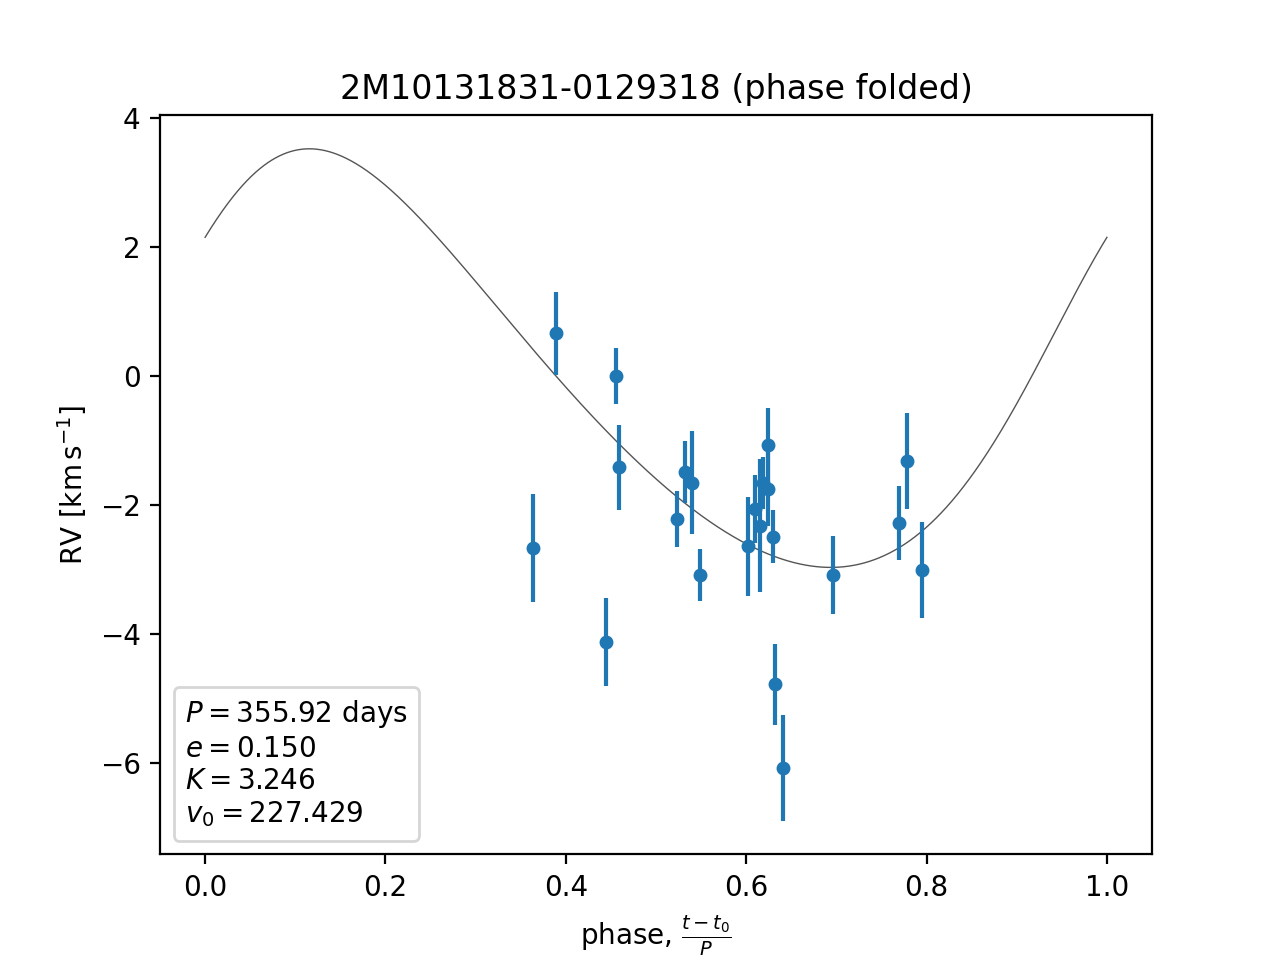 2M10131831-0129318 (phase folded)
4
2
0
−2
−4
−6
RV [km s⁻¹]
P = 355.92 days
e = 0.150
K = 3.246
v₀ = 227.429
0.0 0.2 0.4 0.6 0.8 1.0
phase, (t − t₀)/P